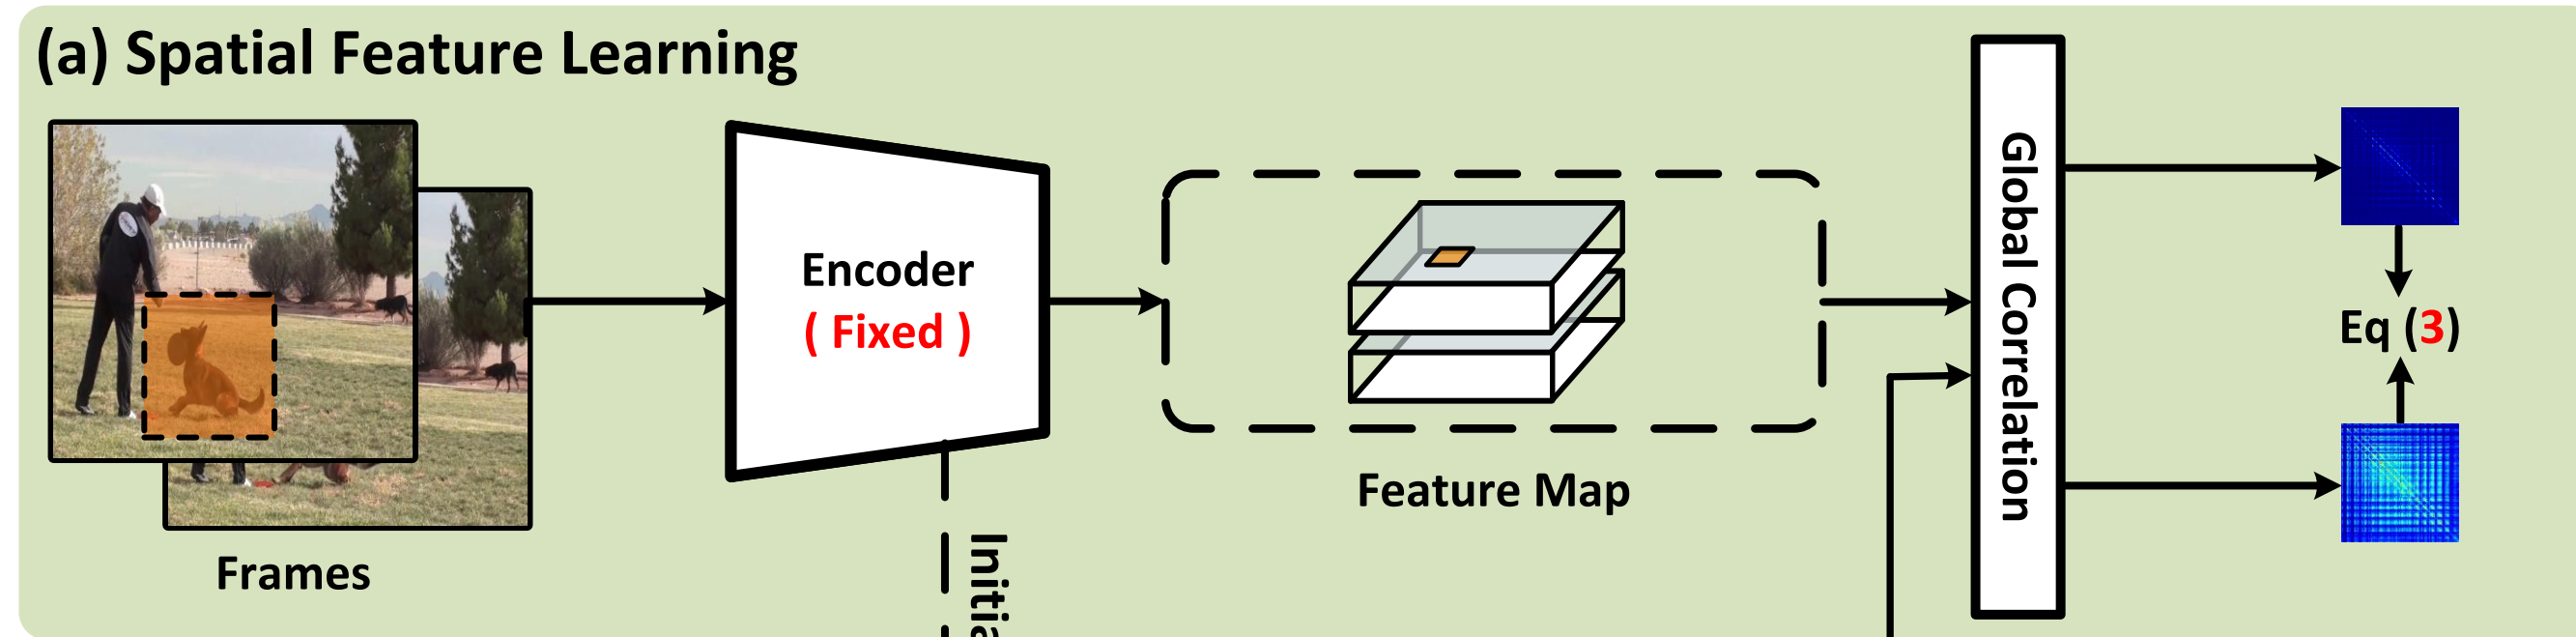 (a) Spatial Feature Learning
Frames
Encoder
( Fixed )
Feature Map
Global Correlation
Eq (3)